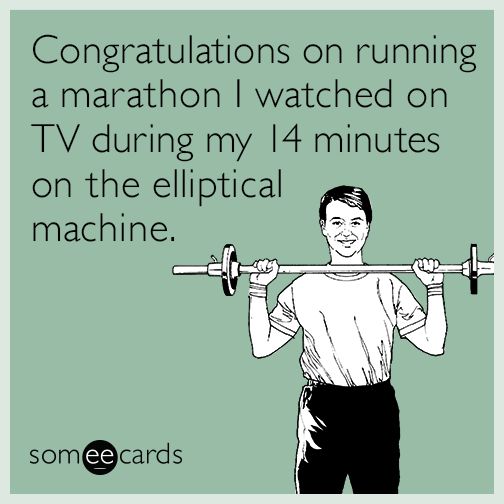 Congratulations on running
a marathon I watched on
TV during my 14 minutes
on the elliptical
machine.
someecards